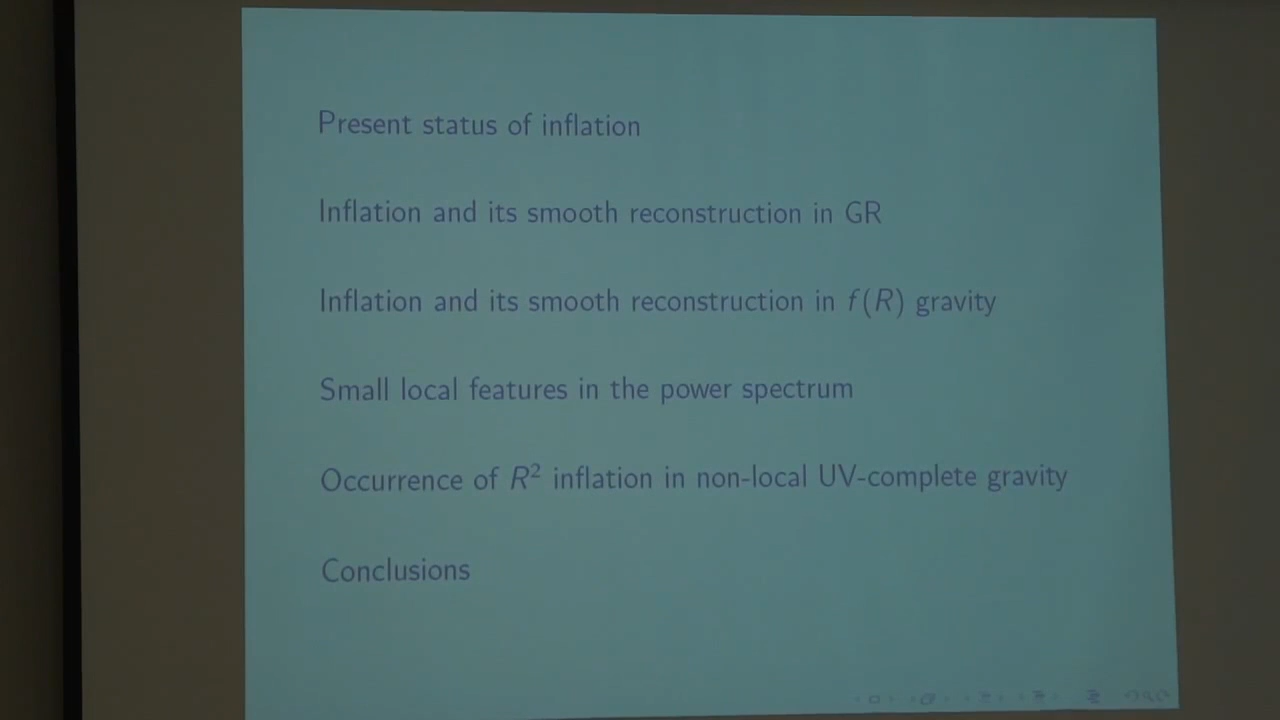 Present status of inflation
Inflation and its smooth reconstruction in GR
Inflation and its smooth reconstruction in f(R) gravity
Small local features in the power spectrum
Occurrence of R² inflation in non-local UV-complete gravity
Conclusions